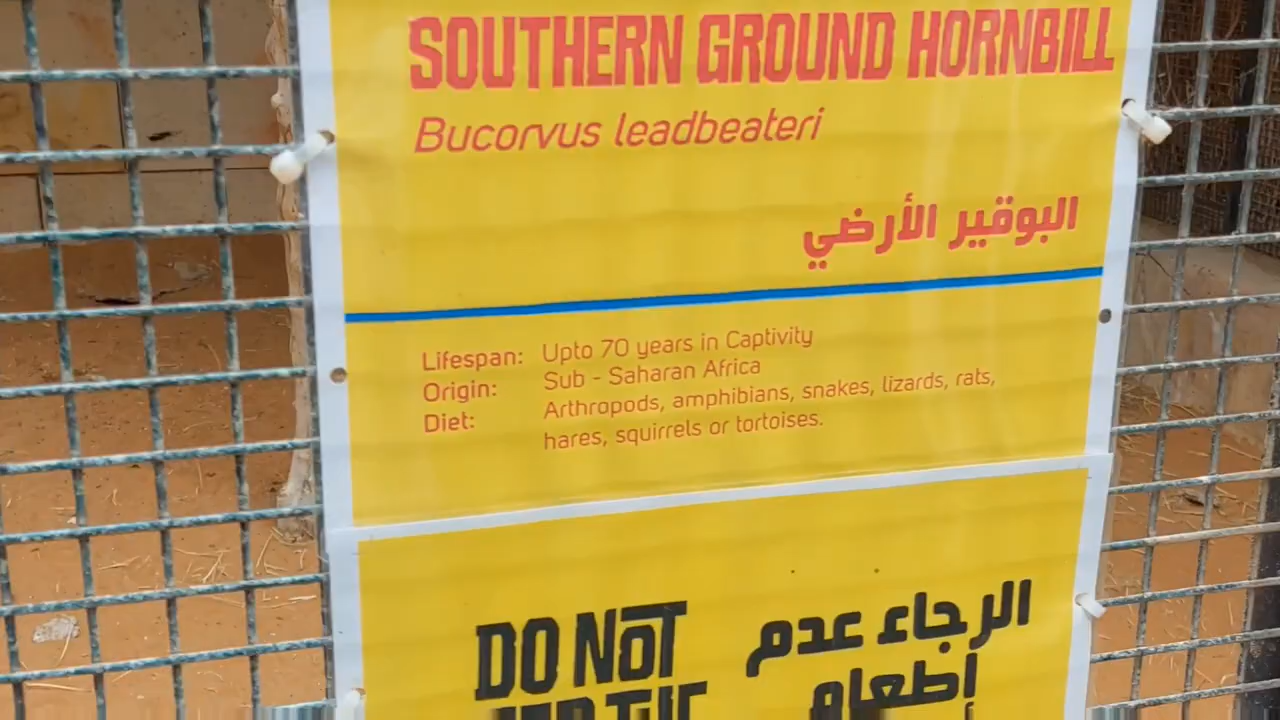 SOUTHERN GROUND HORNBILL
Bucorvus leadbeateri
البوقير الأرضي
Lifespan: Upto 70 years in Captivity
Origin: Sub - Saharan Africa
Diet: Arthropods, amphibians, snakes, lizards, rats,
hares, squirrels or tortoises.
DO NOT
الرجاء عدم
أطعام